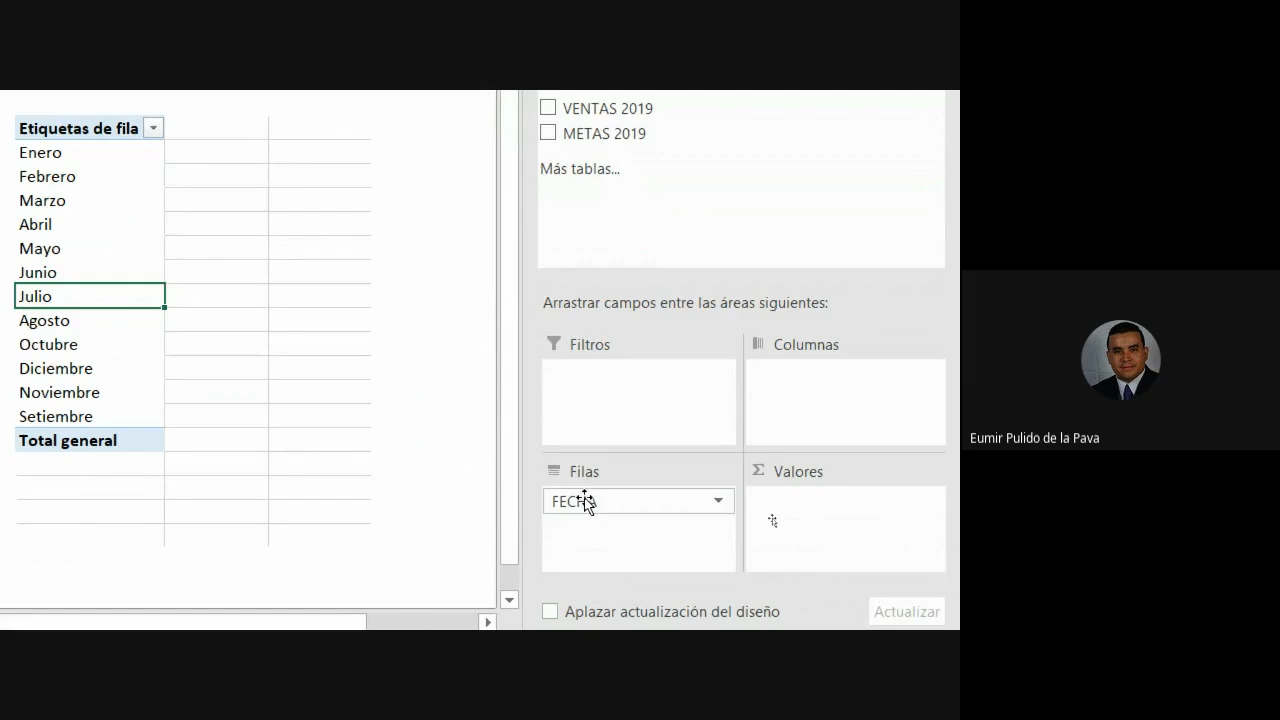 Etiquetas de fila
Enero
Febrero
Marzo
Abril
Mayo
Junio
Julio
Agosto
Octubre
Diciembre
Noviembre
Setiembre
Total general
VENTAS 2019
METAS 2019
Más tablas...
Arrastrar campos entre las áreas siguientes:
Filtros
Columnas
Filas
Σ Valores
FECHA
Aplazar actualización del diseño
Actualizar
Eumir Pulido de la Pava